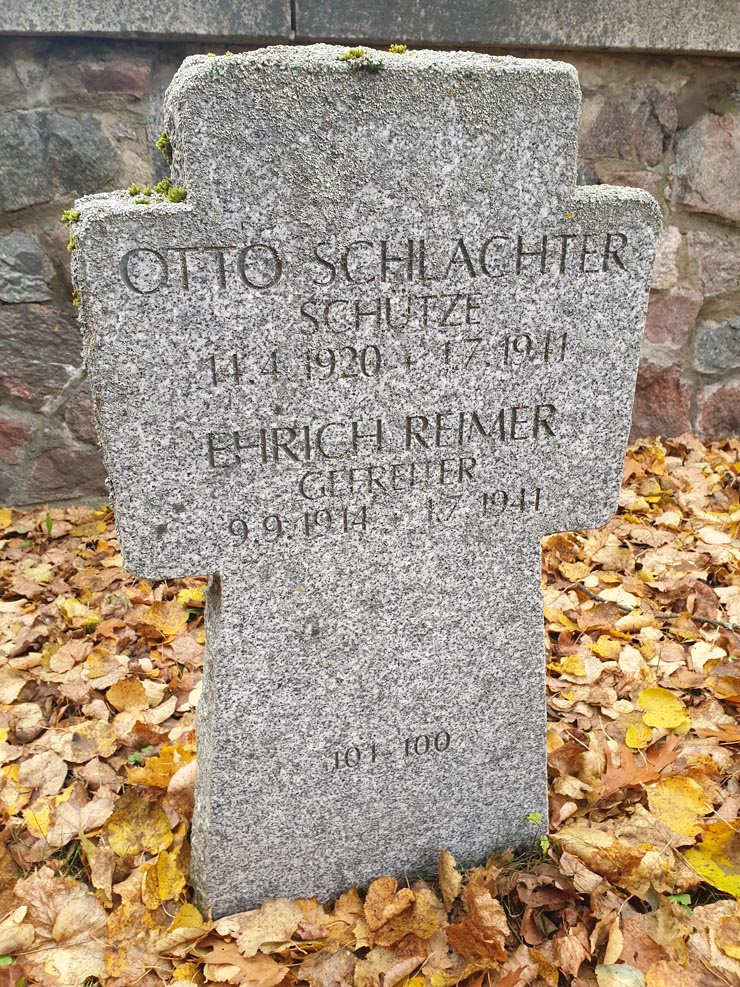 OTTO SCHLACHTER
SCHÜTZE
14.4.1920 + 1.7.1941
EHRICH REIMER
GEFREITER
9.9.1914 + 1.7.1941
101-100